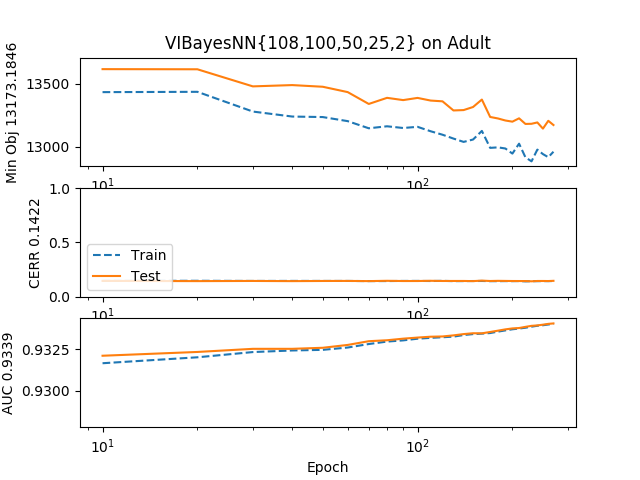 VIBayesNN{108,100,50,25,2} on Adult
Min Obj 13173.1846
13500
13000
10¹ 10²
CERR 0.1422
1.0
0.5
0.0
Train
Test
10¹ 10²
AUC 0.9339
0.9325
0.9300
10¹ 10²
Epoch